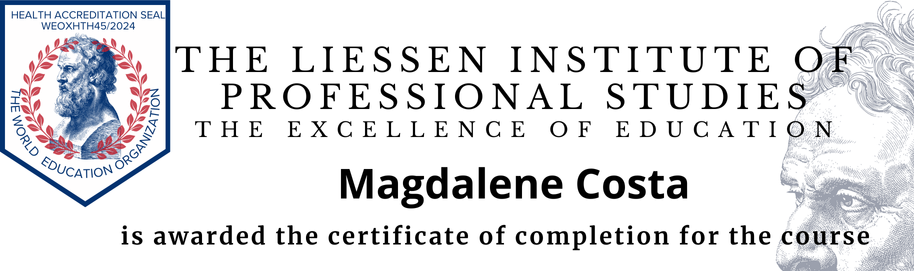 HEALTH ACCREDITATION SEAL
WEOXHTH45/2024
THE WORLD EDUCATION ORGANIZATION
THE LIESSEN INSTITUTE OF
PROFESSIONAL STUDIES
THE EXCELLENCE OF EDUCATION
Magdalene Costa
is awarded the certificate of completion for the course